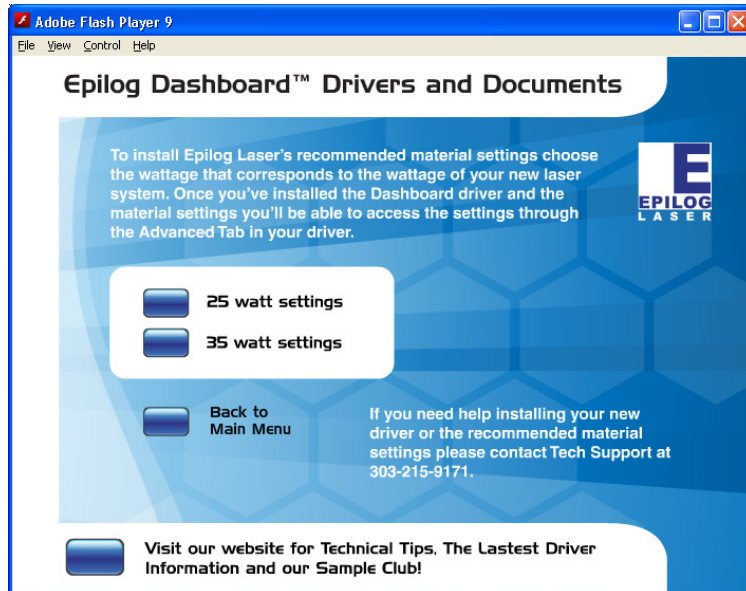 Adobe Flash Player 9
File View Control Help
Epilog Dashboard™ Drivers and Documents
To install Epilog Laser's recommended material settings choose
the wattage that corresponds to the wattage of your new laser
system. Once you've installed the Dashboard driver and the
material settings you'll be able to access the settings through
the Advanced Tab in your driver.
E
EPILOG
LASER
25 watt settings
35 watt settings
Back to
Main Menu
If you need help installing your new
driver or the recommended material
settings please contact Tech Support at
303-215-9171.
Visit our website for Technical Tips, The Lastest Driver
Information and our Sample Club!